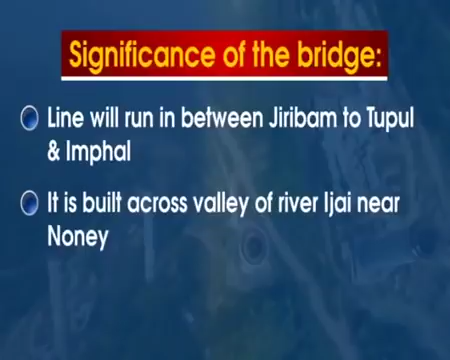 Significance of the bridge:
Line will run in between Jiribam to Tupul
& Imphal
It is built across valley of river Ijai near
Noney